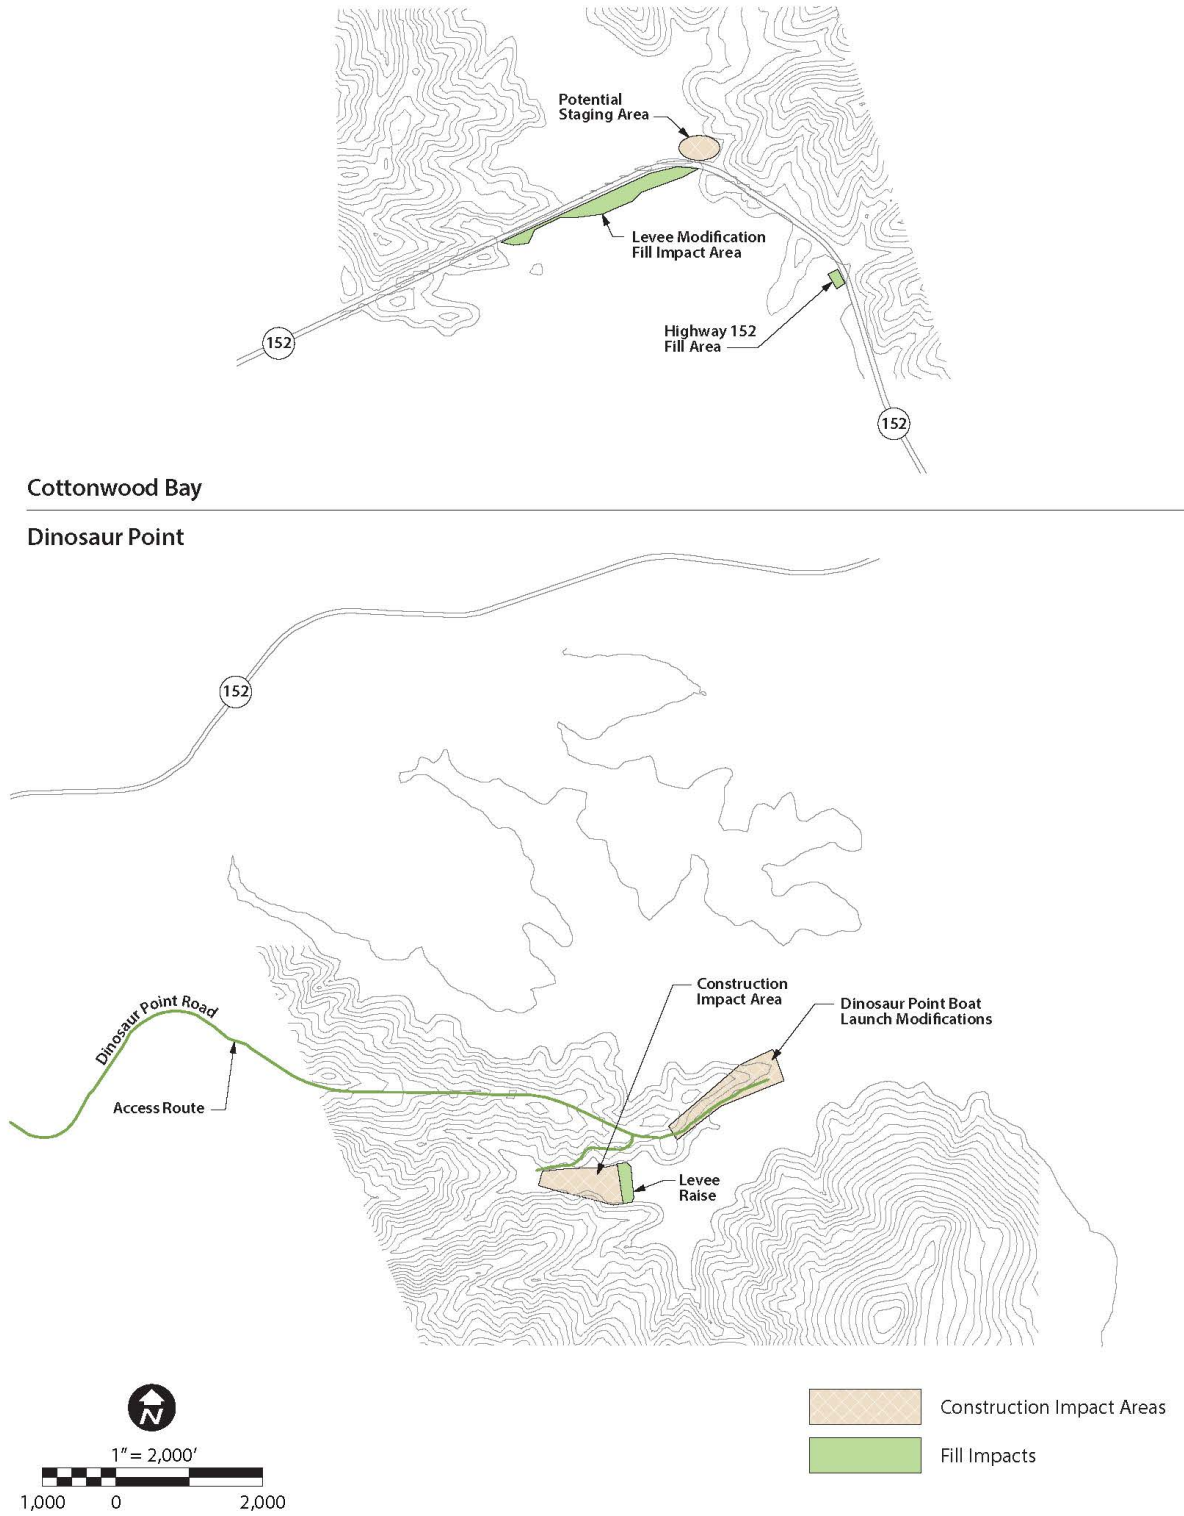 Potential
Staging Area
Levee Modification
Fill Impact Area
Highway 152
Fill Area
152
152
Cottonwood Bay
Dinosaur Point
152
Construction
Impact Area
Dinosaur Point Boat
Launch Modifications
Dinosaur Point Road
Access Route
Levee
Raise
N
1” = 2,000’
1,000 0 2,000
Construction Impact Areas
Fill Impacts